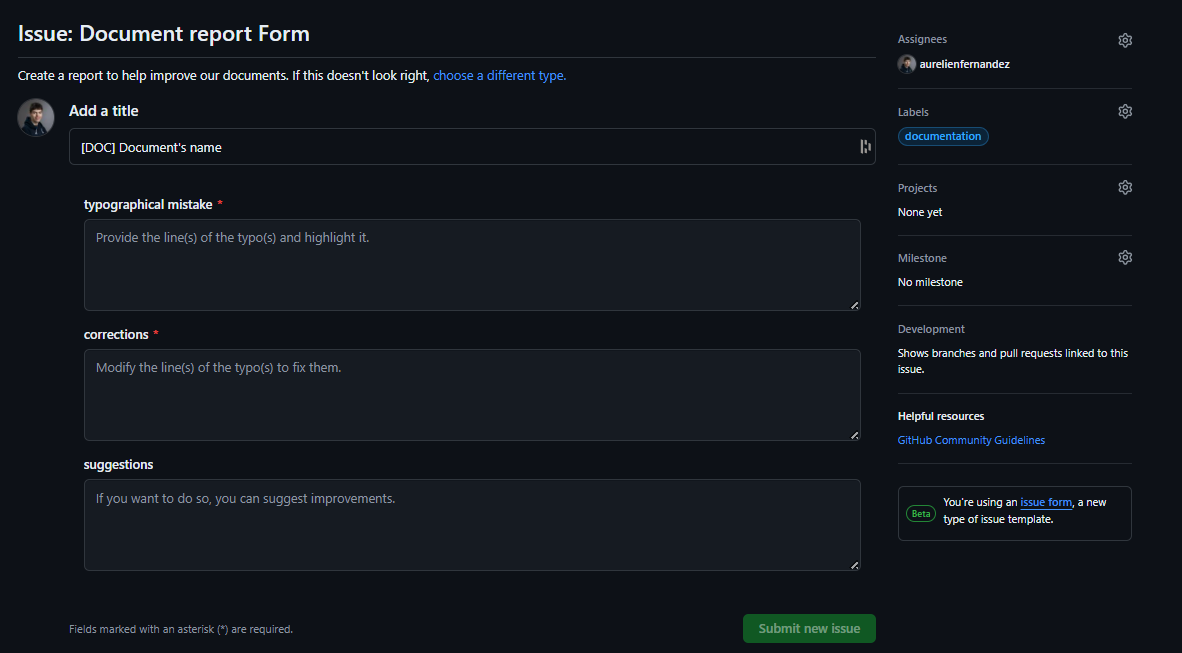 Issue: Document report Form
Create a report to help improve our documents. If this doesn't look right, choose a different type.
Add a title
[DOC] Document's name
typographical mistake *
Provide the line(s) of the typo(s) and highlight it.
corrections *
Modify the line(s) of the typo(s) to fix them.
suggestions
If you want to do so, you can suggest improvements.
Fields marked with an asterisk (*) are required.
Submit new issue
Assignees
aurelienfernandez
Labels
documentation
Projects
None yet
Milestone
No milestone
Development
Shows branches and pull requests linked to this
issue.
Helpful resources
GitHub Community Guidelines
Beta
You're using an issue form, a new
type of issue template.